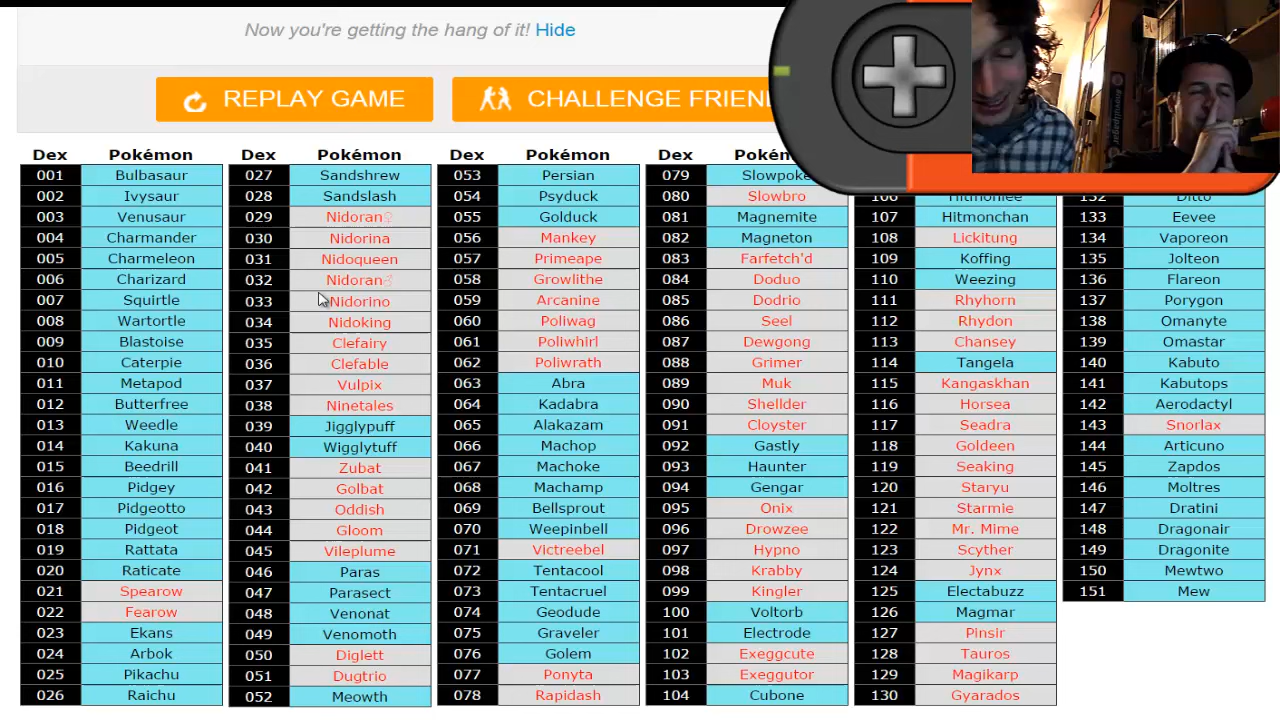 Now you're getting the hang of it! Hide
REPLAY GAME CHALLENGE FRIEN
Dex Pokémon Dex Pokémon Dex Pokémon Dex Pokém
001 Bulbasaur 027 Sandshrew 053 Persian 079 Slowpoke
002 Ivysaur 028 Sandslash 054 Psyduck 080 Slowbro 106 Hitmonlee 132 Ditto
003 Venusaur 029 Nidoran♀ 055 Golduck 081 Magnemite 107 Hitmonchan 133 Eevee
004 Charmander 030 Nidorina 056 Mankey 082 Magneton 108 Lickitung 134 Vaporeon
005 Charmeleon 031 Nidoqueen 057 Primeape 083 Farfetch'd 109 Koffing 135 Jolteon
006 Charizard 032 Nidoran♂ 058 Growlithe 084 Doduo 110 Weezing 136 Flareon
007 Squirtle 033 Nidorino 059 Arcanine 085 Dodrio 111 Rhyhorn 137 Porygon
008 Wartortle 034 Nidoking 060 Poliwag 086 Seel 112 Rhydon 138 Omanyte
009 Blastoise 035 Clefairy 061 Poliwhirl 087 Dewgong 113 Chansey 139 Omastar
010 Caterpie 036 Clefable 062 Poliwrath 088 Grimer 114 Tangela 140 Kabuto
011 Metapod 037 Vulpix 063 Abra 089 Muk 115 Kangaskhan 141 Kabutops
012 Butterfree 038 Ninetales 064 Kadabra 090 Shellder 116 Horsea 142 Aerodactyl
013 Weedle 039 Jigglypuff 065 Alakazam 091 Cloyster 117 Seadra 143 Snorlax
014 Kakuna 040 Wigglytuff 066 Machop 092 Gastly 118 Goldeen 144 Articuno
015 Beedrill 041 Zubat 067 Machoke 093 Haunter 119 Seaking 145 Zapdos
016 Pidgey 042 Golbat 068 Machamp 094 Gengar 120 Staryu 146 Moltres
017 Pidgeotto 043 Oddish 069 Bellsprout 095 Onix 121 Starmie 147 Dratini
018 Pidgeot 044 Gloom 070 Weepinbell 096 Drowzee 122 Mr. Mime 148 Dragonair
019 Rattata 045 Vileplume 071 Victreebel 097 Hypno 123 Scyther 149 Dragonite
020 Raticate 046 Paras 072 Tentacool 098 Krabby 124 Jynx 150 Mewtwo
021 Spearow 047 Parasect 073 Tentacruel 099 Kingler 125 Electabuzz 151 Mew
022 Fearow 048 Venonat 074 Geodude 100 Voltorb 126 Magmar
023 Ekans 049 Venomoth 075 Graveler 101 Electrode 127 Pinsir
024 Arbok 050 Diglett 076 Golem 102 Exeggcute 128 Tauros
025 Pikachu 051 Dugtrio 077 Ponyta 103 Exeggutor 129 Magikarp
026 Raichu 052 Meowth 078 Rapidash 104 Cubone 130 Gyarados